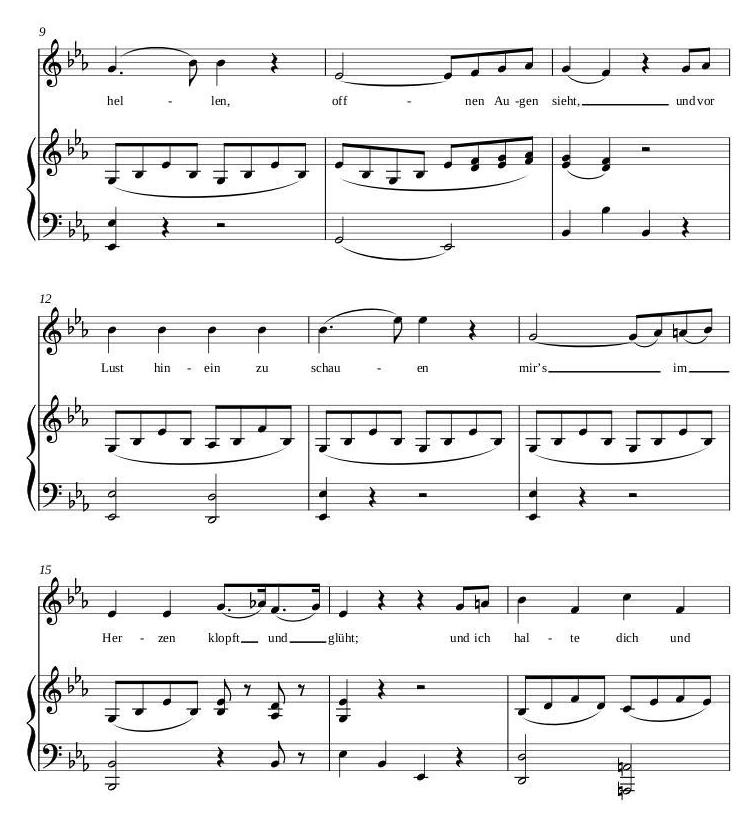 9
hel - len, off - nen Au -gen sieht, und vor
12
Lust hin - ein zu schau - en mir's im
15
Her - zen klopft und glüht; und ich hal - te dich und